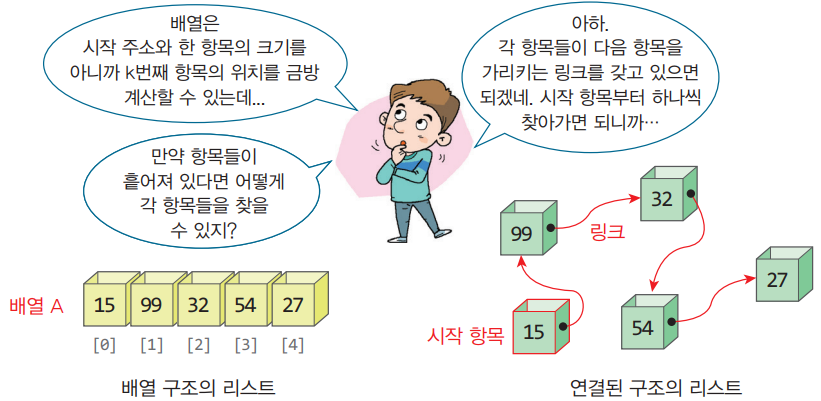 배열은
시작 주소와 한 항목의 크기를
아니까 k번째 항목의 위치를 금방
계산할 수 있는데...
아하.
각 항목들이 다음 항목을
가리키는 링크를 갖고 있으면
되겠네. 시작 항목부터 하나씩
찾아가면 되니까…
만약 항목들이
흩어져 있다면 어떻게
각 항목들을 찾을
수 있지?
배열 A
15 99 32 54 27
[0] [1] [2] [3] [4]
배열 구조의 리스트
32
99
링크
27
시작 항목
15
54
연결된 구조의 리스트